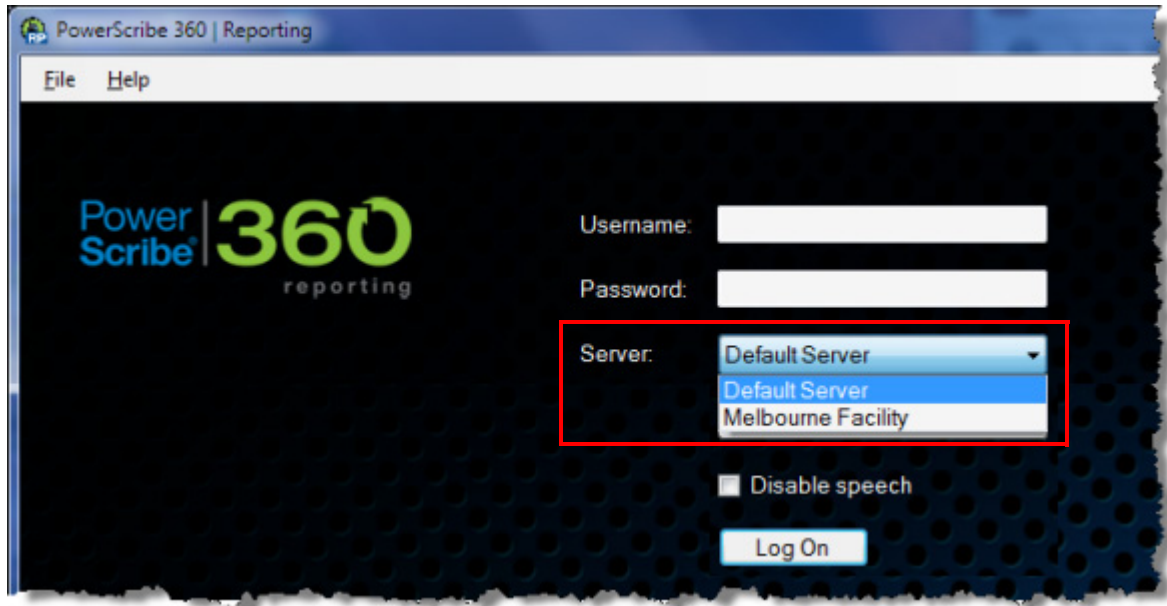 PowerScribe 360 | Reporting
File Help
Power
Scribe®
360
reporting
Username:
Password:
Server: Default Server
Default Server
Melbourne Facility
Disable speech
Log On